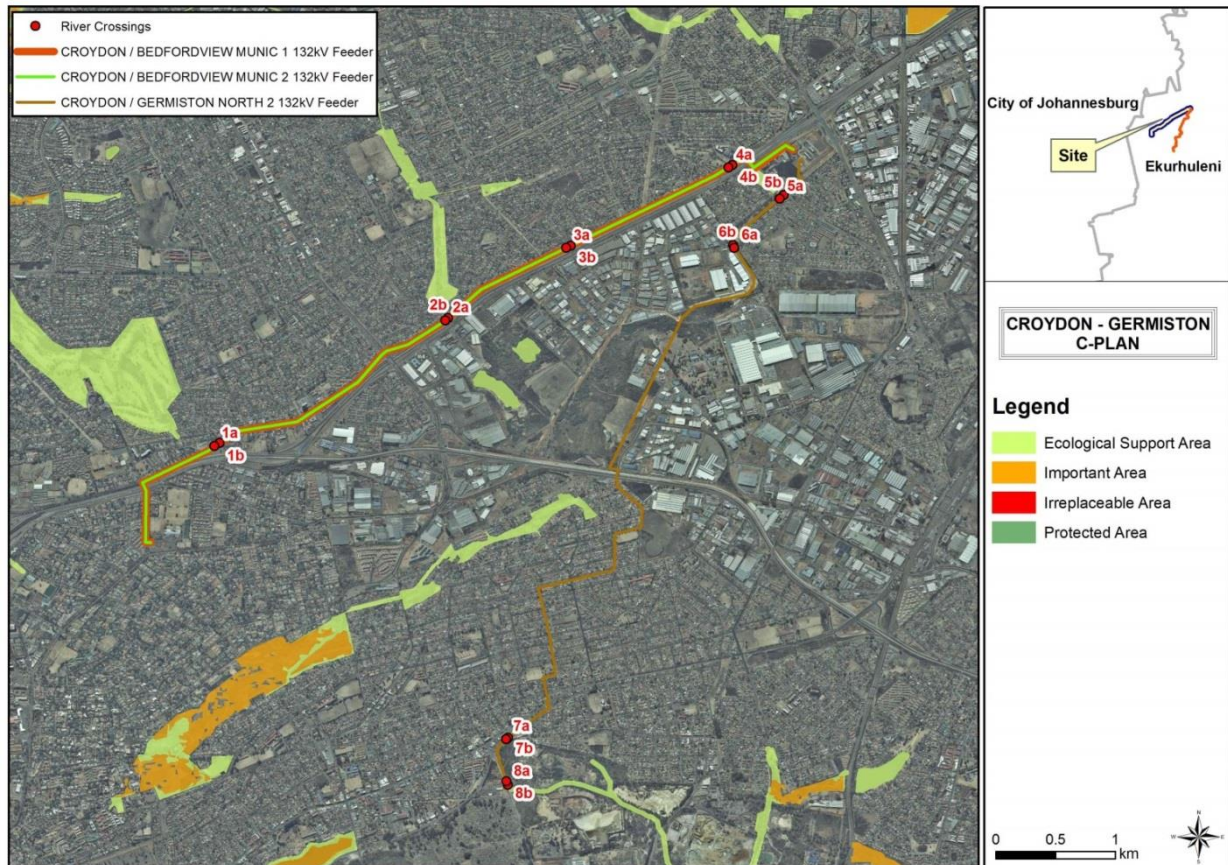 River Crossings
CROYDON / BEDFORDVIEW MUNIC 1 132kV Feeder
CROYDON / BEDFORDVIEW MUNIC 2 132kV Feeder
CROYDON / GERMISTON NORTH 2 132kV Feeder
4a
4b
5b 5a
6b 6a
3a
3b
2b 2a
1a
1b
7a
7b
8a
8b
City of Johannesburg
Site
Ekurhuleni
CROYDON - GERMISTON
C-PLAN
Legend
Ecological Support Area
Important Area
Irreplaceable Area
Protected Area
N
W E
S
0 0.5 1
km